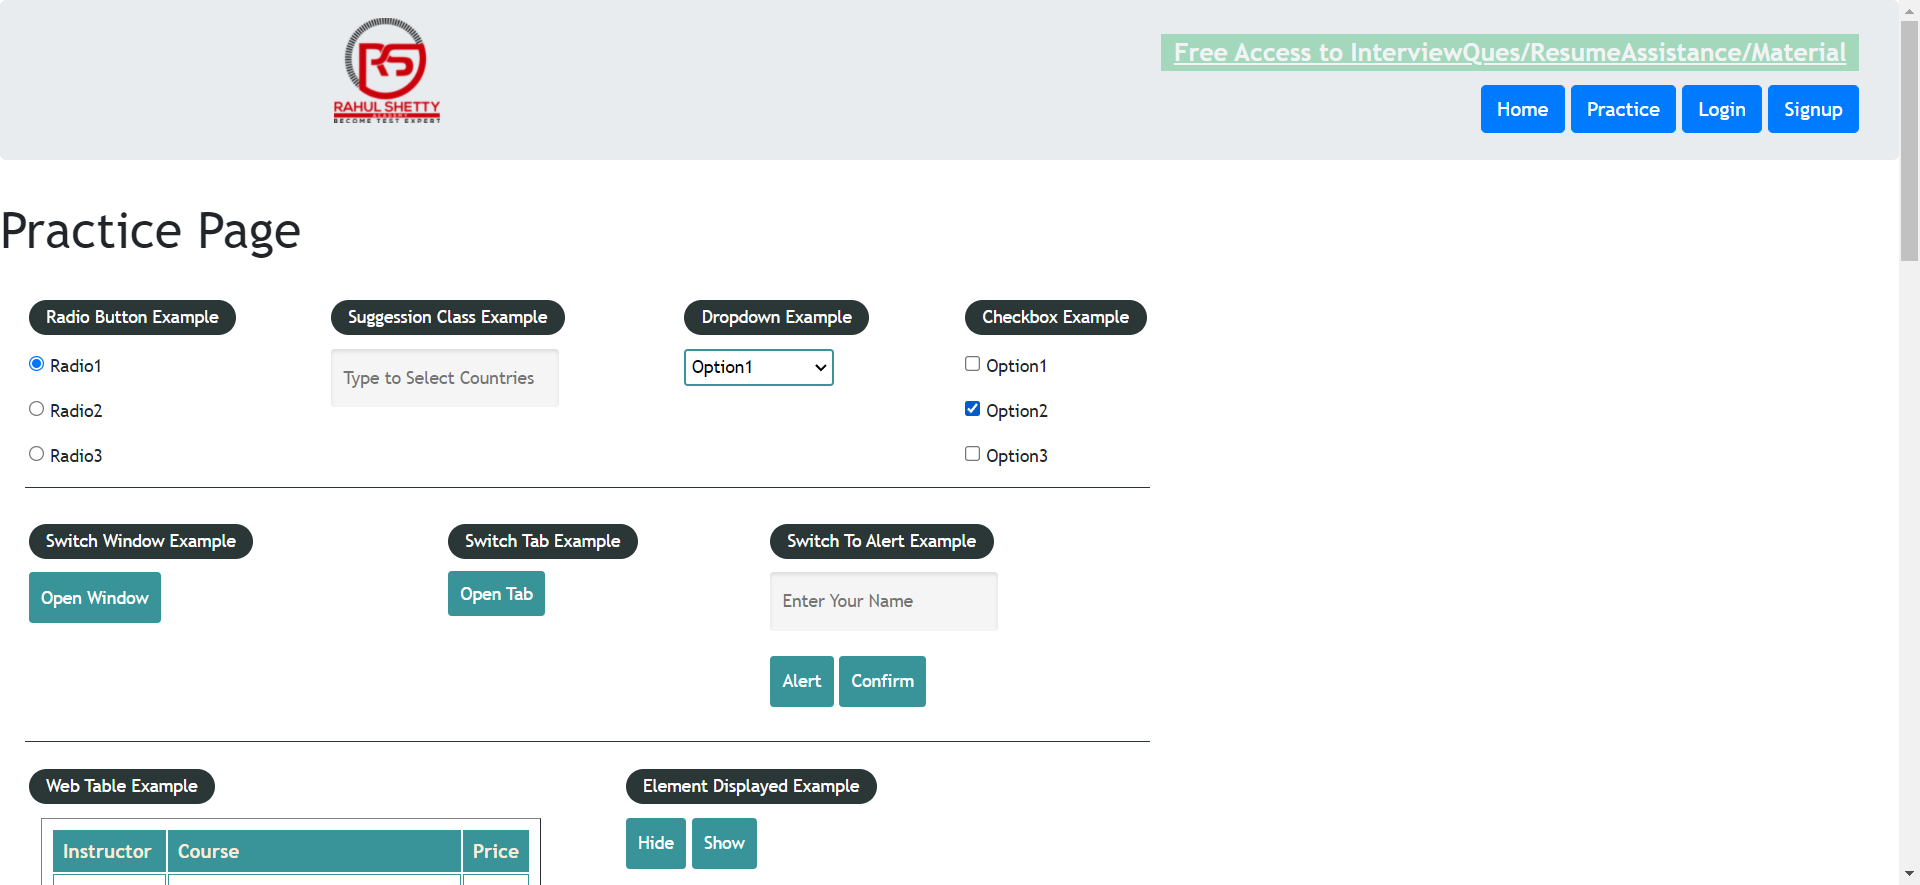 RS
RAHUL SHETTY
ACADEMY
BECOME TEST EXPERT
Free Access to InterviewQues/ResumeAssistance/Material
Home Practice Login Signup
Practice Page
Radio Button Example
Radio1
Radio2
Radio3
Suggession Class Example
Type to Select Countries
Dropdown Example
Option1
Checkbox Example
Option1
Option2
Option3
Switch Window Example
Open Window
Switch Tab Example
Open Tab
Switch To Alert Example
Enter Your Name
Alert Confirm
Web Table Example
Instructor Course Price
Element Displayed Example
Hide Show